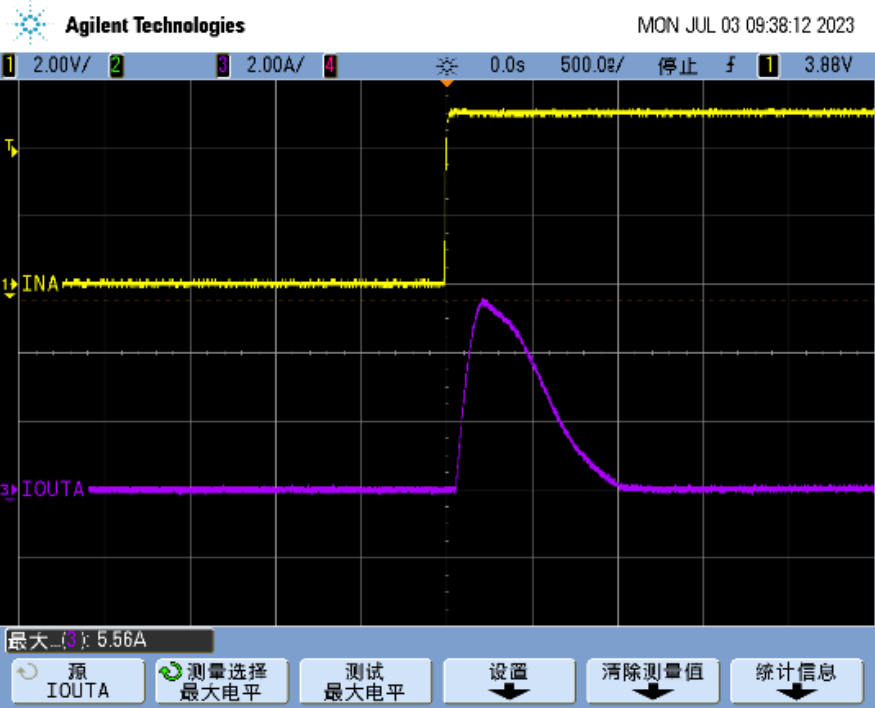 Agilent Technologies MON JUL 03 09:38:12 2023
1 2.00V/ 2 3 2.00A/ 4 0.0s 500.0ns/ 停止 1 3.88V
T
1 INA
3 IOUTA
最大…(3): 5.56A
源 测量选择 测试 设置 清除测量值 统计信息
IOUTA 最大电平 最大电平